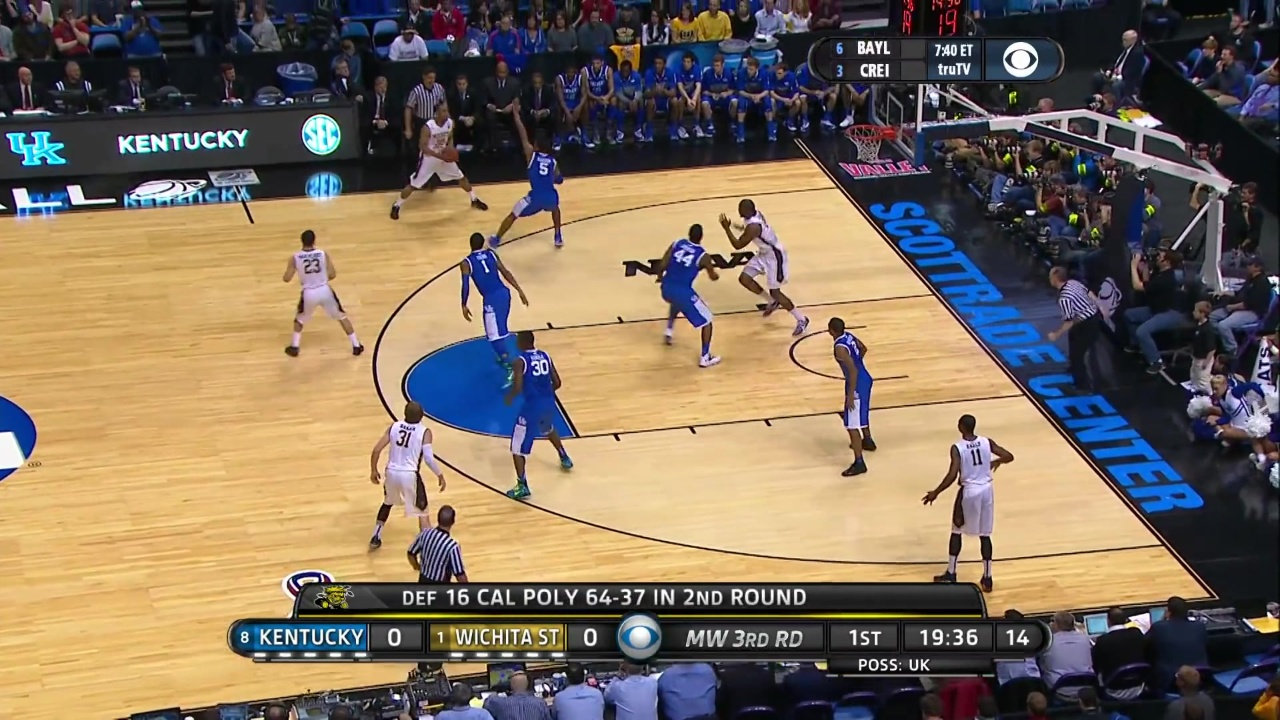 6 BAYL 7:40 ET
3 CREI truTV
19
UK KENTUCKY SEC
KENTUCKY
5
23
1
44
30
31
11
SCOTTRADE CENTER
DEF 16 CAL POLY 64-37 IN 2ND ROUND
8 KENTUCKY 0 1 WICHITA ST 0 MW 3RD RD 1ST 19:36 14
POSS: UK